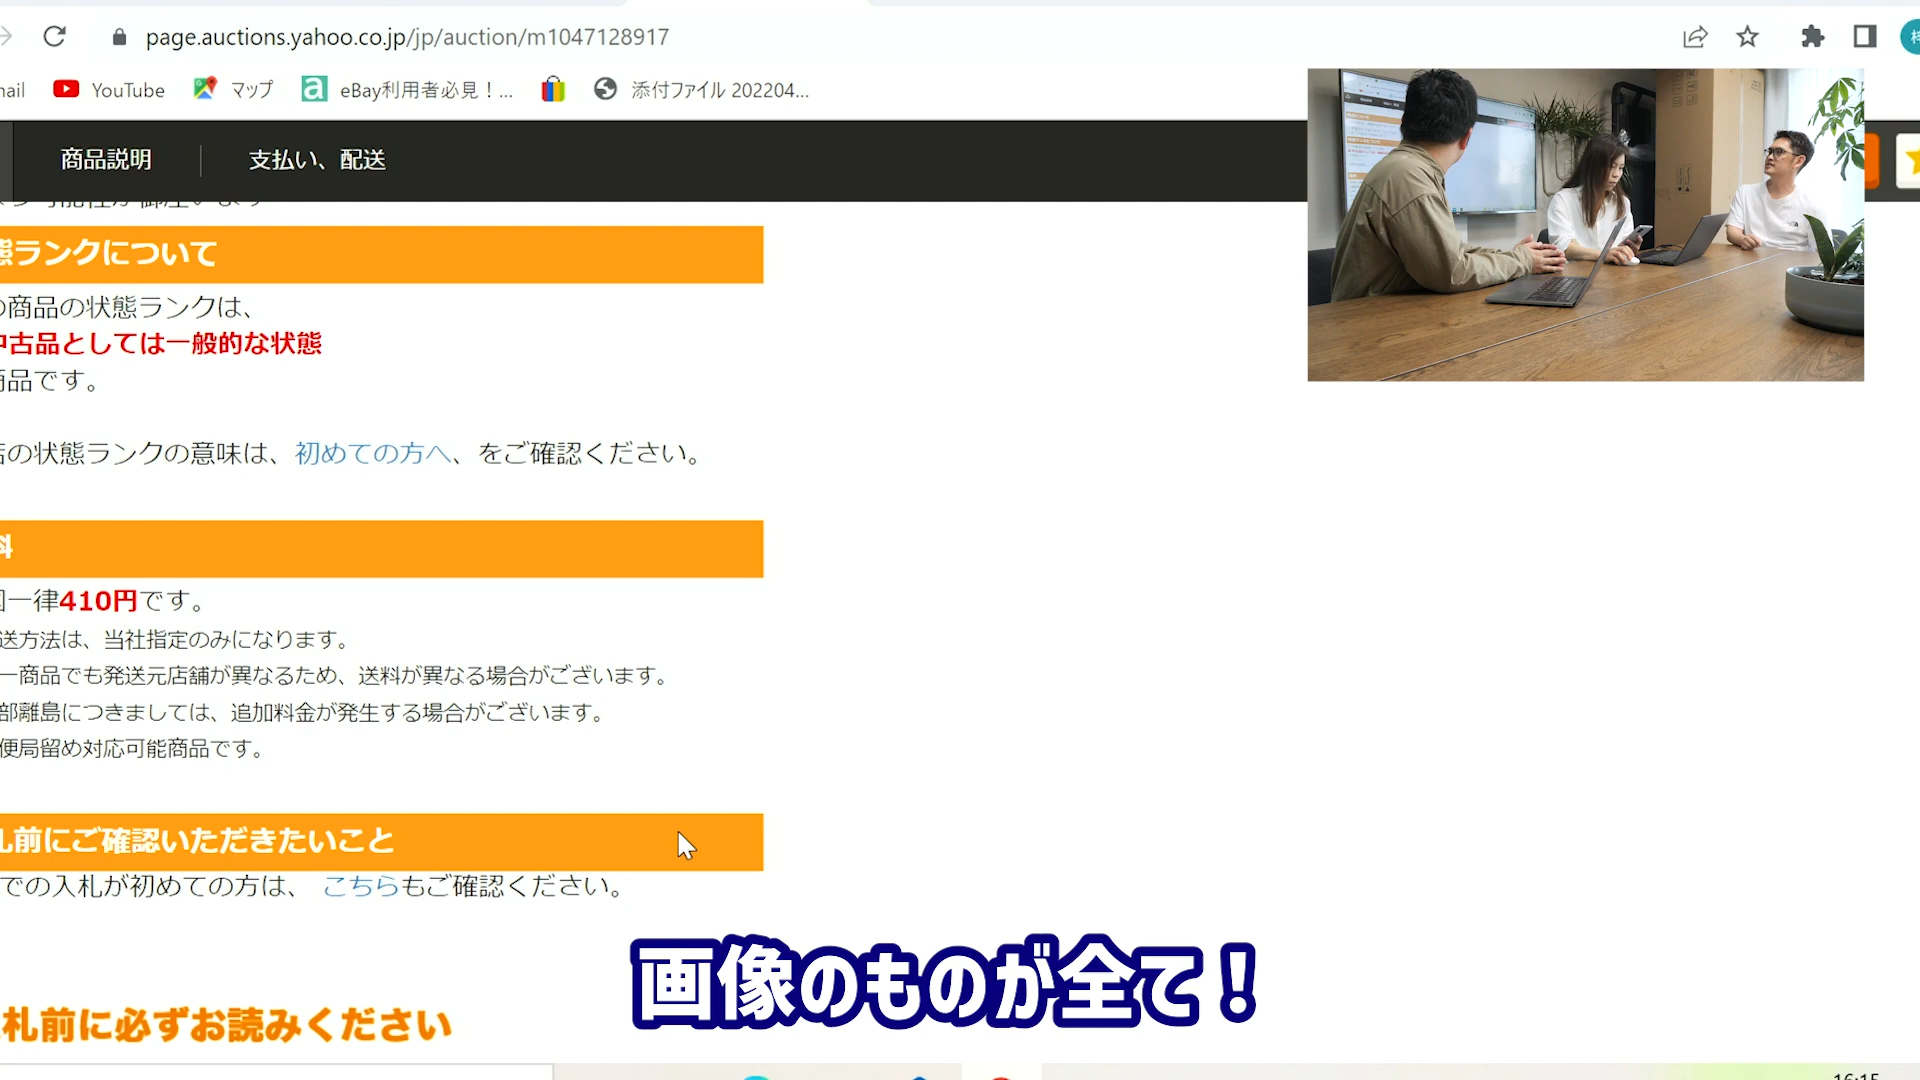 page.auctions.yahoo.co.jp/jp/auction/m1047128917
YouTube
マップ
eBay利用者必見！...
添付ファイル 202204...
商品説明
支払い、配送
態ランクについて
の商品の状態ランクは、
中古品としては一般的な状態
商品です。
店の状態ランクの意味は、初めての方へ、をご確認ください。
料
国一律410円です。
送方法は、当社指定のみになります。
一商品でも発送元店舗が異なるため、送料が異なる場合がございます。
部離島につきましては、追加料金が発生する場合がございます。
便局留め対応可能商品です。
札前にご確認いただきたいこと
での入札が初めての方は、 こちらもご確認ください。
札前に必ずお読みください
画像のものが全て！